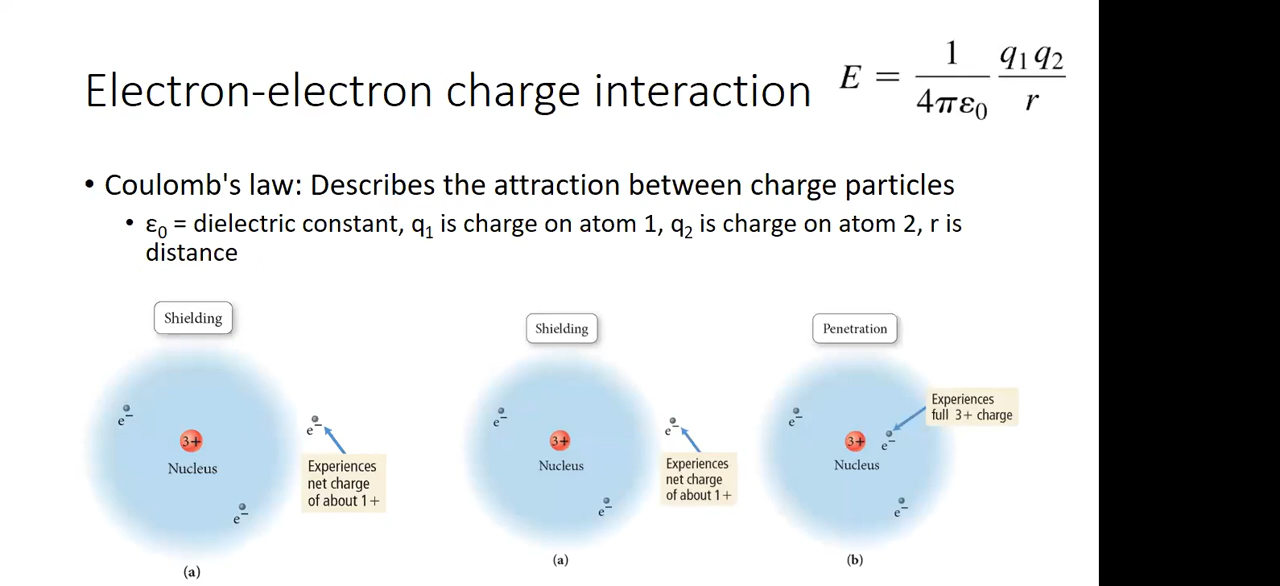 Electron-electron charge interaction
E = 1/4πε₀ q₁q₂/r
• Coulomb's law: Describes the attraction between charge particles
• ε₀ = dielectric constant, q₁ is charge on atom 1, q₂ is charge on atom 2, r is
distance
Shielding
e−
3+
Nucleus
e−
e−
Experiences
net charge
of about 1+
(a)
Shielding
e−
3+
Nucleus
e−
e−
Experiences
net charge
of about 1+
(a)
Penetration
e−
3+
Nucleus
e−
e−
Experiences
full 3+ charge
(b)